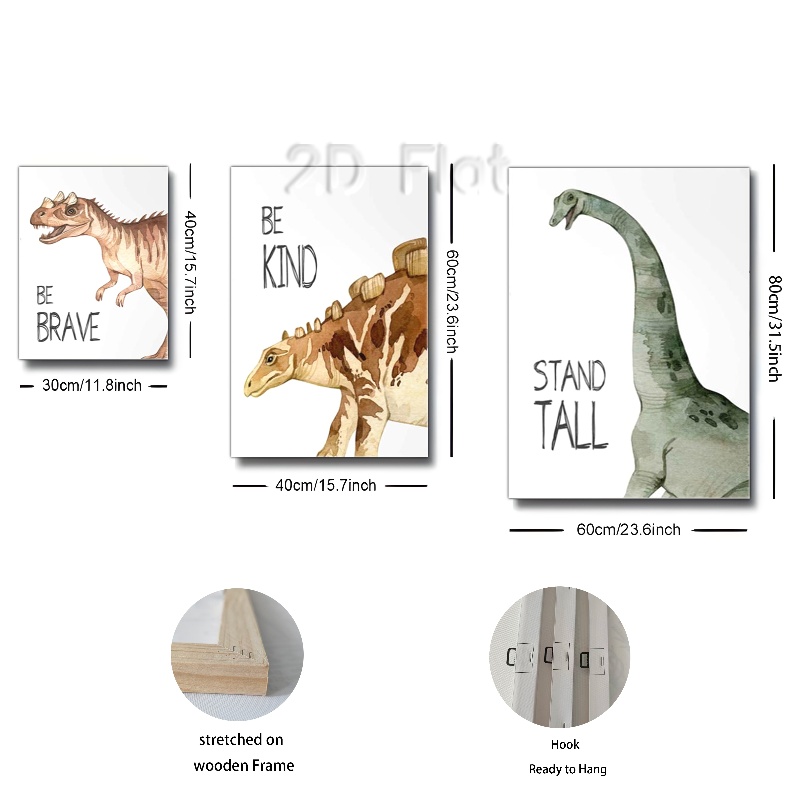 2D Flat
BE
BRAVE
40cm/15.7inch
30cm/11.8inch
BE
KIND
60cm/23.6inch
40cm/15.7inch
STAND
TALL
80cm/31.5inch
60cm/23.6inch
stretched on
wooden Frame
Hook
Ready to Hang